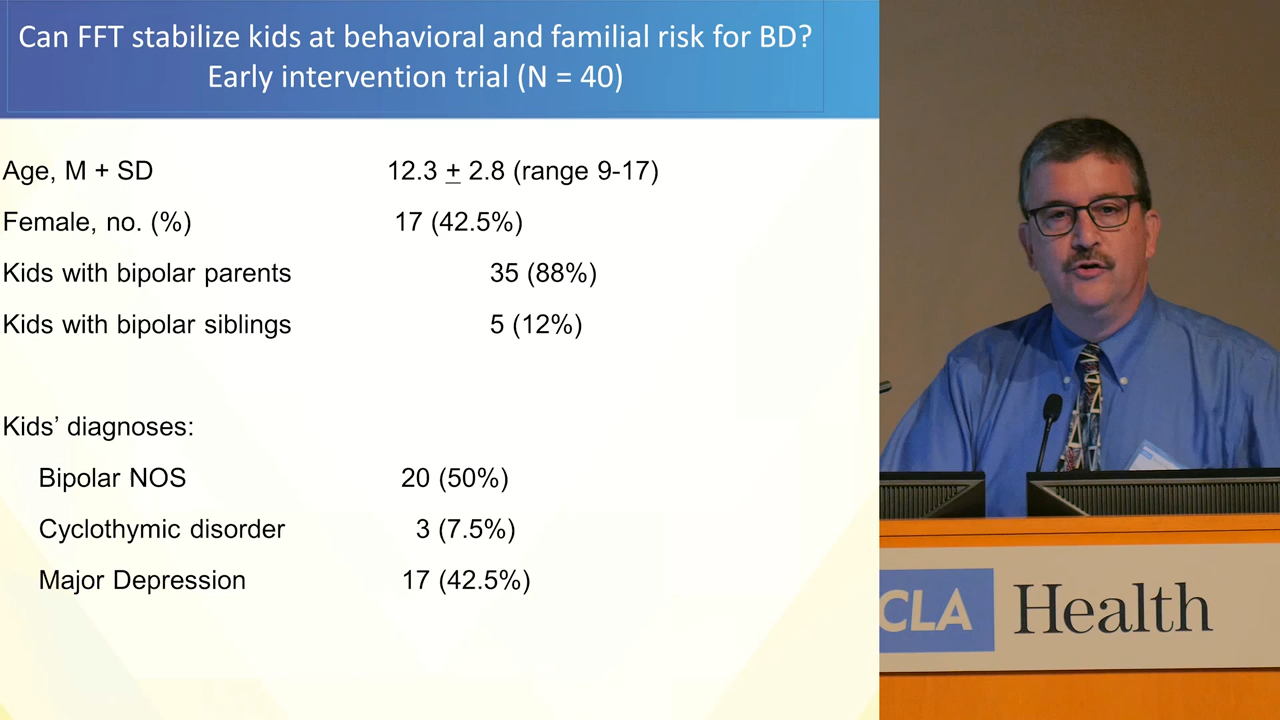 Can FFT stabilize kids at behavioral and familial risk for BD?
Early intervention trial (N = 40)
Age, M + SD 12.3 + 2.8 (range 9-17)
Female, no. (%) 17 (42.5%)
Kids with bipolar parents 35 (88%)
Kids with bipolar siblings 5 (12%)
Kids’ diagnoses:
Bipolar NOS 20 (50%)
Cyclothymic disorder 3 (7.5%)
Major Depression 17 (42.5%)
CLA Health